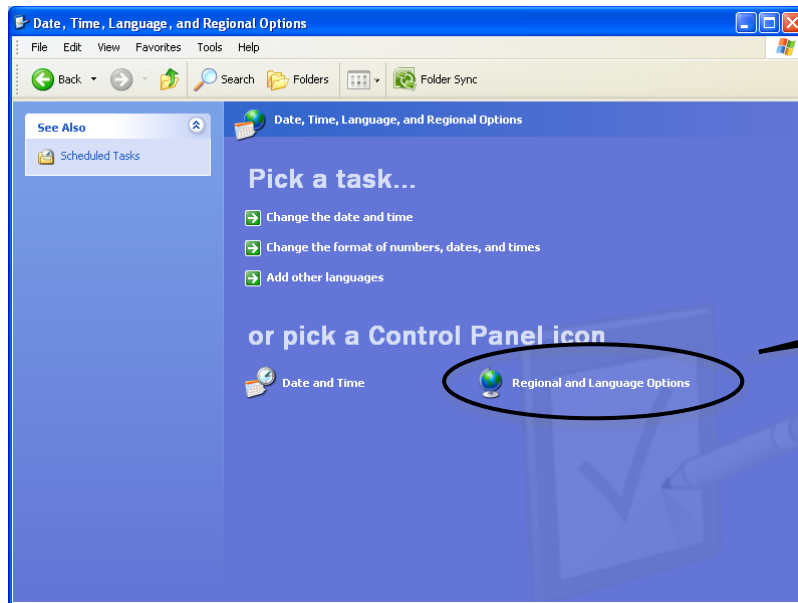 Date, Time, Language, and Regional Options
File Edit View Favorites Tools Help
Back Search Folders Folder Sync
See Also
Scheduled Tasks
Date, Time, Language, and Regional Options
Pick a task...
Change the date and time
Change the format of numbers, dates, and times
Add other languages
or pick a Control Panel icon
Date and Time Regional and Language Options